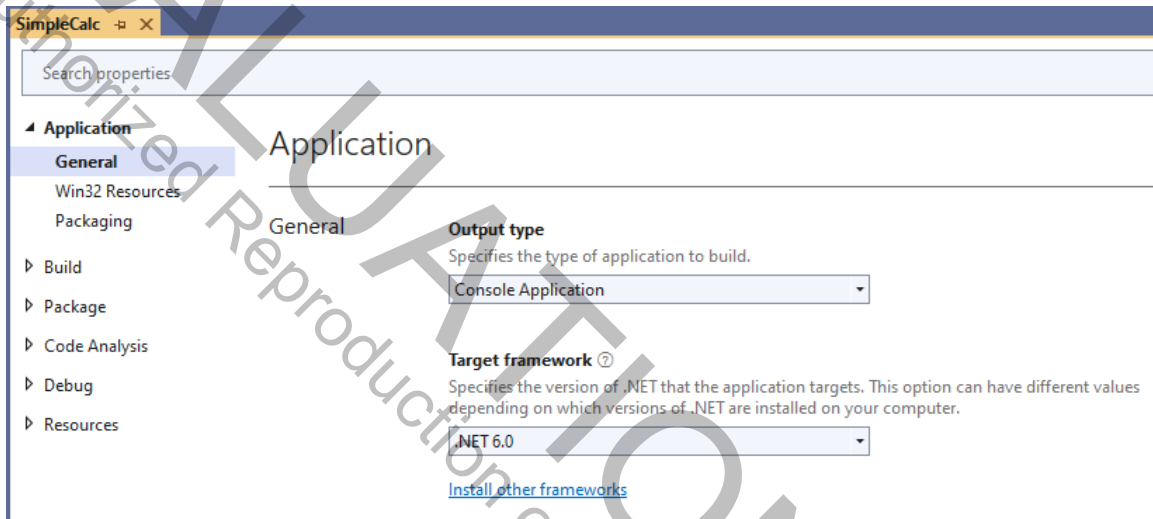 SimpleCalc
Search properties
Application
General
Win32 Resources
Packaging
Build
Package
Code Analysis
Debug
Resources
Application
General
Output type
Specifies the type of application to build.
Console Application
Target framework
Specifies the version of .NET that the application targets. This option can have different values
depending on which versions of .NET are installed on your computer.
.NET 6.0
Install other frameworks
Reproduction